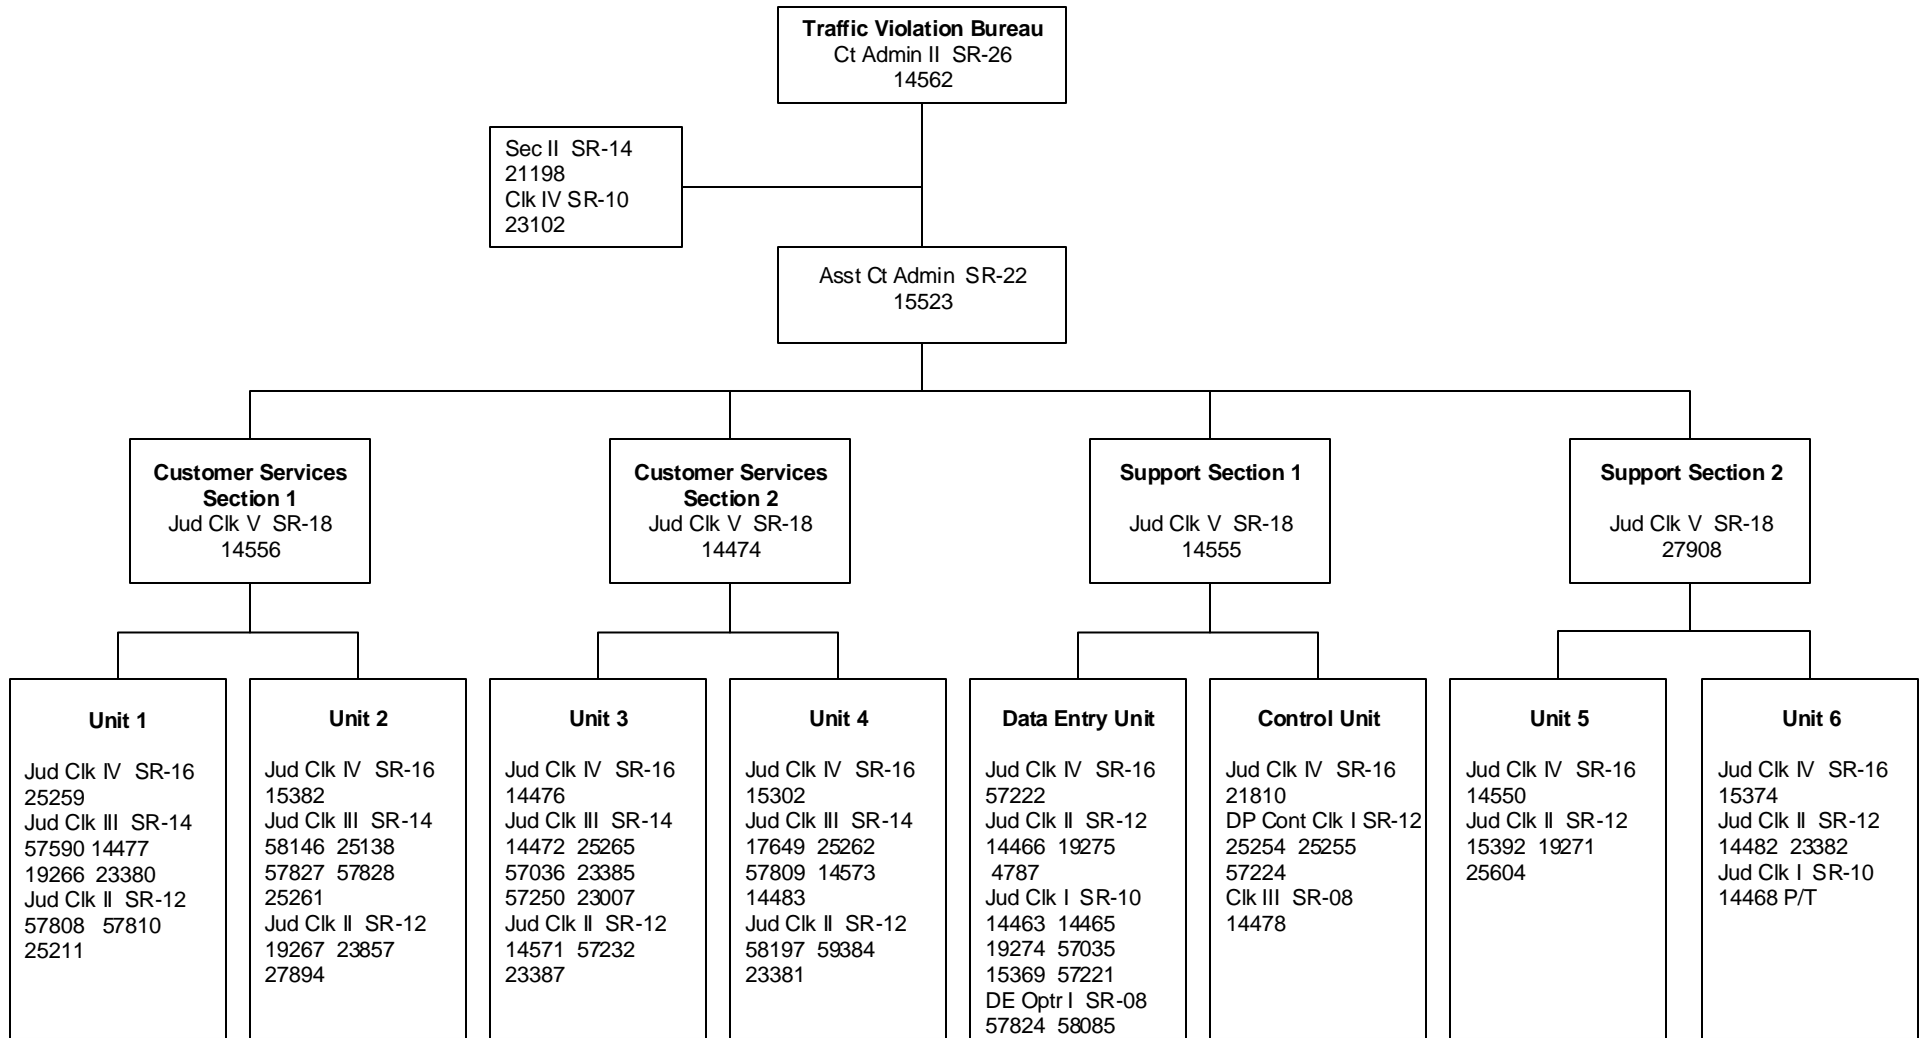 Traffic Violation Bureau
Ct Admin II SR-26
14562
Sec II SR-14
21198
Clk IV SR-10
23102
Asst Ct Admin SR-22
15523
Customer Services
Section 1
Jud Clk V SR-18
14556
Customer Services
Section 2
Jud Clk V SR-18
14474
Support Section 1
Jud Clk V SR-18
14555
Support Section 2
Jud Clk V SR-18
27908
Unit 1
Jud Clk IV SR-16
25259
Jud Clk III SR-14
57590 14477
19266 23380
Jud Clk II SR-12
57808 57810
25211
Unit 2
Jud Clk IV SR-16
15382
Jud Clk III SR-14
58146 25138
57827 57828
25261
Jud Clk II SR-12
19267 23857
27894
Unit 3
Jud Clk IV SR-16
14476
Jud Clk III SR-14
14472 25265
57036 23385
57250 23007
Jud Clk II SR-12
14571 57232
23387
Unit 4
Jud Clk IV SR-16
15302
Jud Clk III SR-14
17649 25262
57809 14573
14483
Jud Clk II SR-12
58197 59384
23381
Data Entry Unit
Jud Clk IV SR-16
57222
Jud Clk II SR-12
14466 19275
4787
Jud Clk I SR-10
14463 14465
19274 57035
15369 57221
DE Optr I SR-08
57824 58085
Control Unit
Jud Clk IV SR-16
21810
DP Cont Clk I SR-12
25254 25255
57224
Clk III SR-08
14478
Unit 5
Jud Clk IV SR-16
14550
Jud Clk II SR-12
15392 19271
25604
Unit 6
Jud Clk IV SR-16
15374
Jud Clk II SR-12
14482 23382
Jud Clk I SR-10
14468 P/T